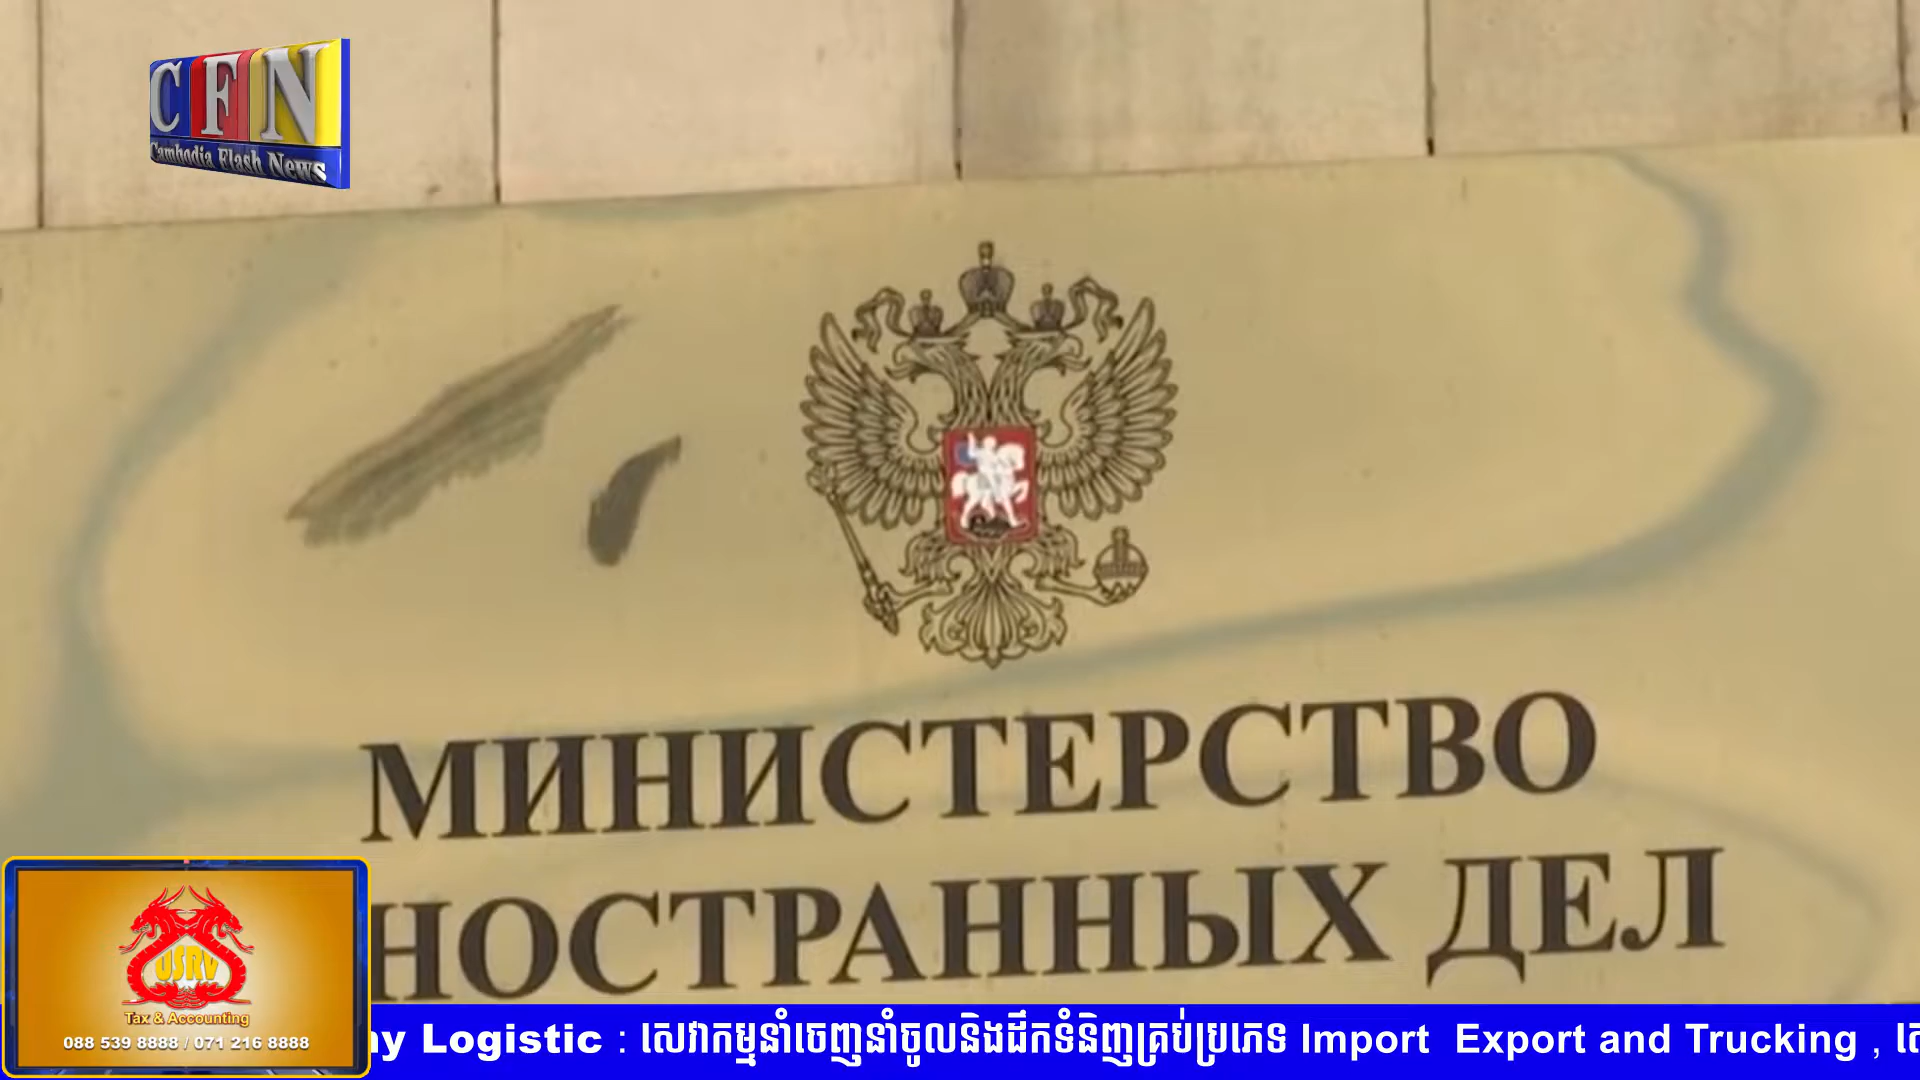 CFN
Cambodia Flash News
МИНИСТЕРСТВО
НОСТРАННЫХ ДЕЛ
USRV
Tax & Accounting
088 539 8888 / 071 216 8888
ny Logistic : សេវាកម្មនាំចេញនាំចូលនិងដឹកទំនិញគ្រប់ប្រភេទ Import Export and Trucking ,